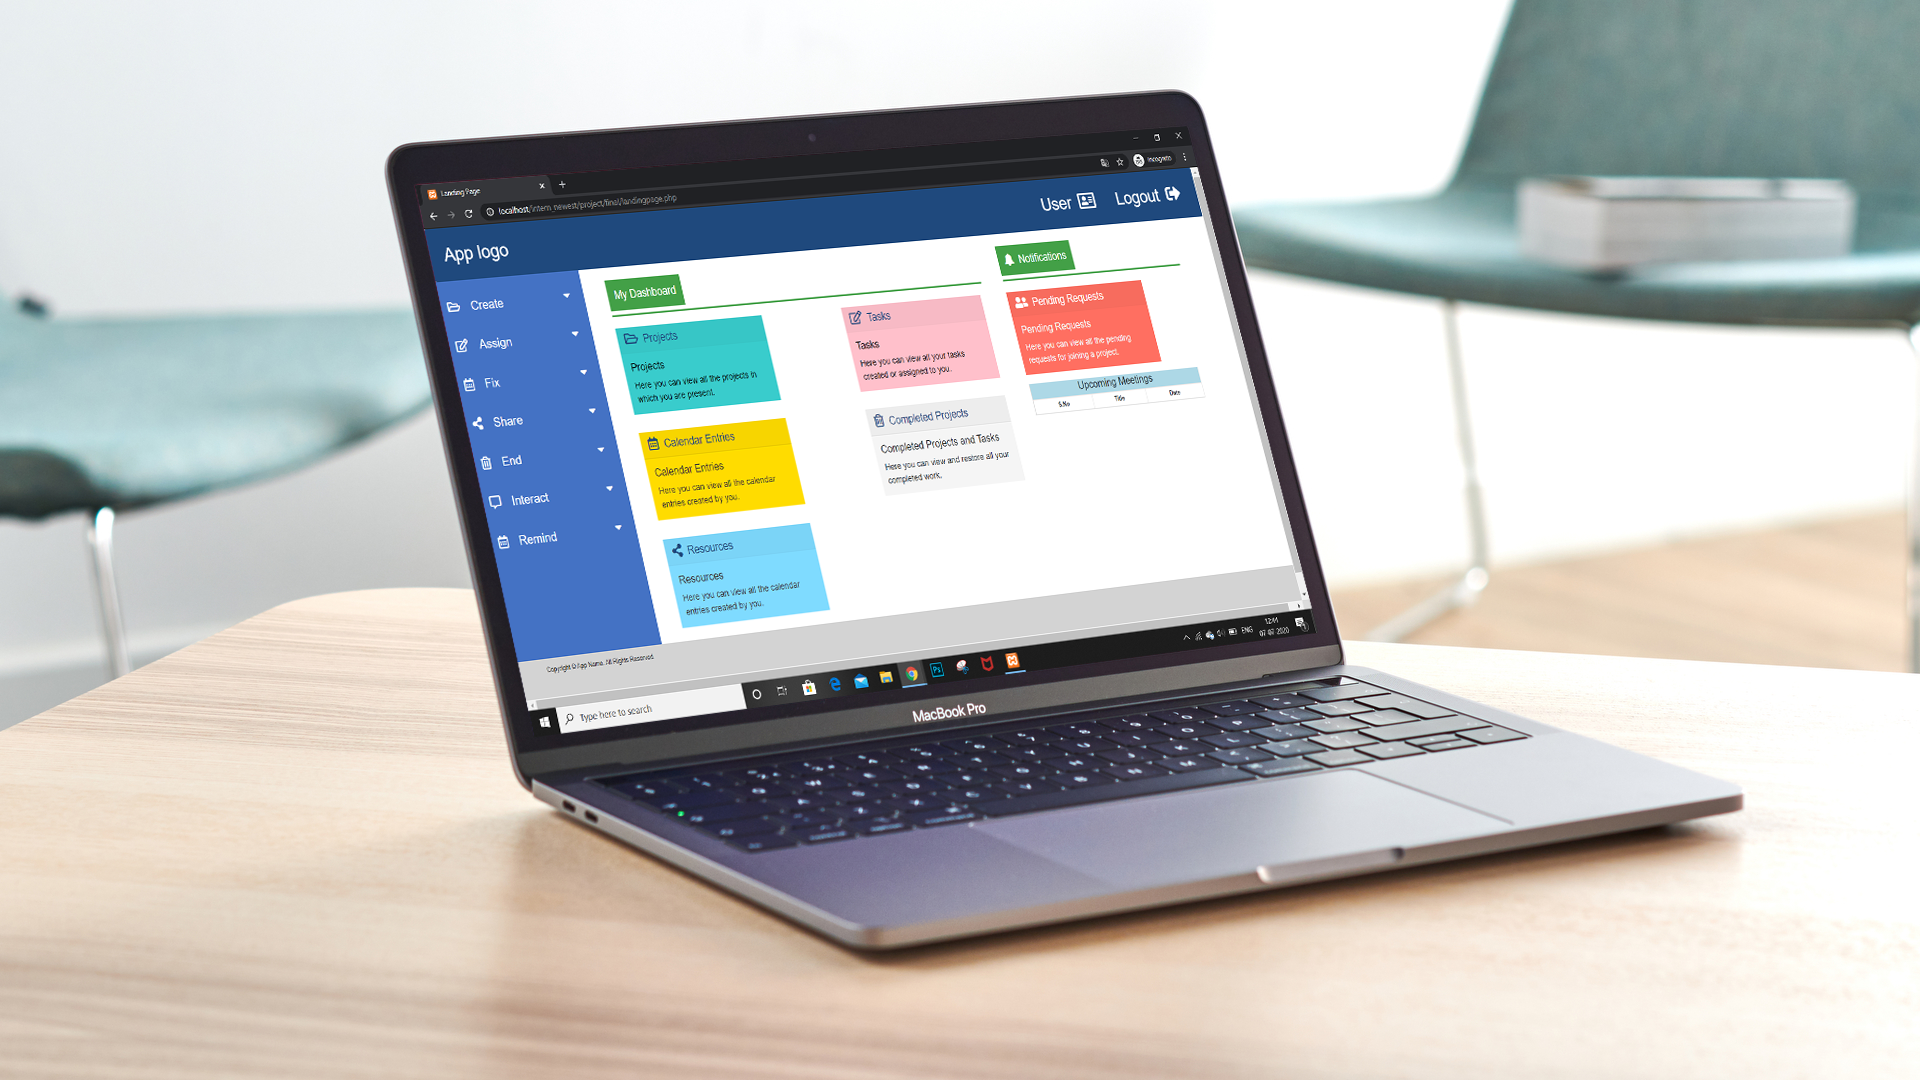 Landing Page
Incognito
localhost/intern_newest/project/final/landingpage.php
App logo
User
Logout
Create
Assign
Fix
Share
End
Interact
Remind
My Dashboard
Projects
Projects
Here you can view all the projects in
which you are present.
Tasks
Tasks
Here you can view all your tasks
created or assigned to you.
Calendar Entries
Calendar Entries
Here you can view all the calendar
entries created by you.
Completed Projects
Completed Projects and Tasks
Here you can view and restore all your
completed work.
Resources
Resources
Here you can view all the calendar
entries created by you.
Notifications
Pending Requests
Pending Requests
Here you can view all the pending
requests for joining a project.
Upcoming Meetings
S.No Title Date
Copyright © App Name. All Rights Reserved
Type here to search
Ps
ENG
12:44
07-07-2020
MacBook Pro